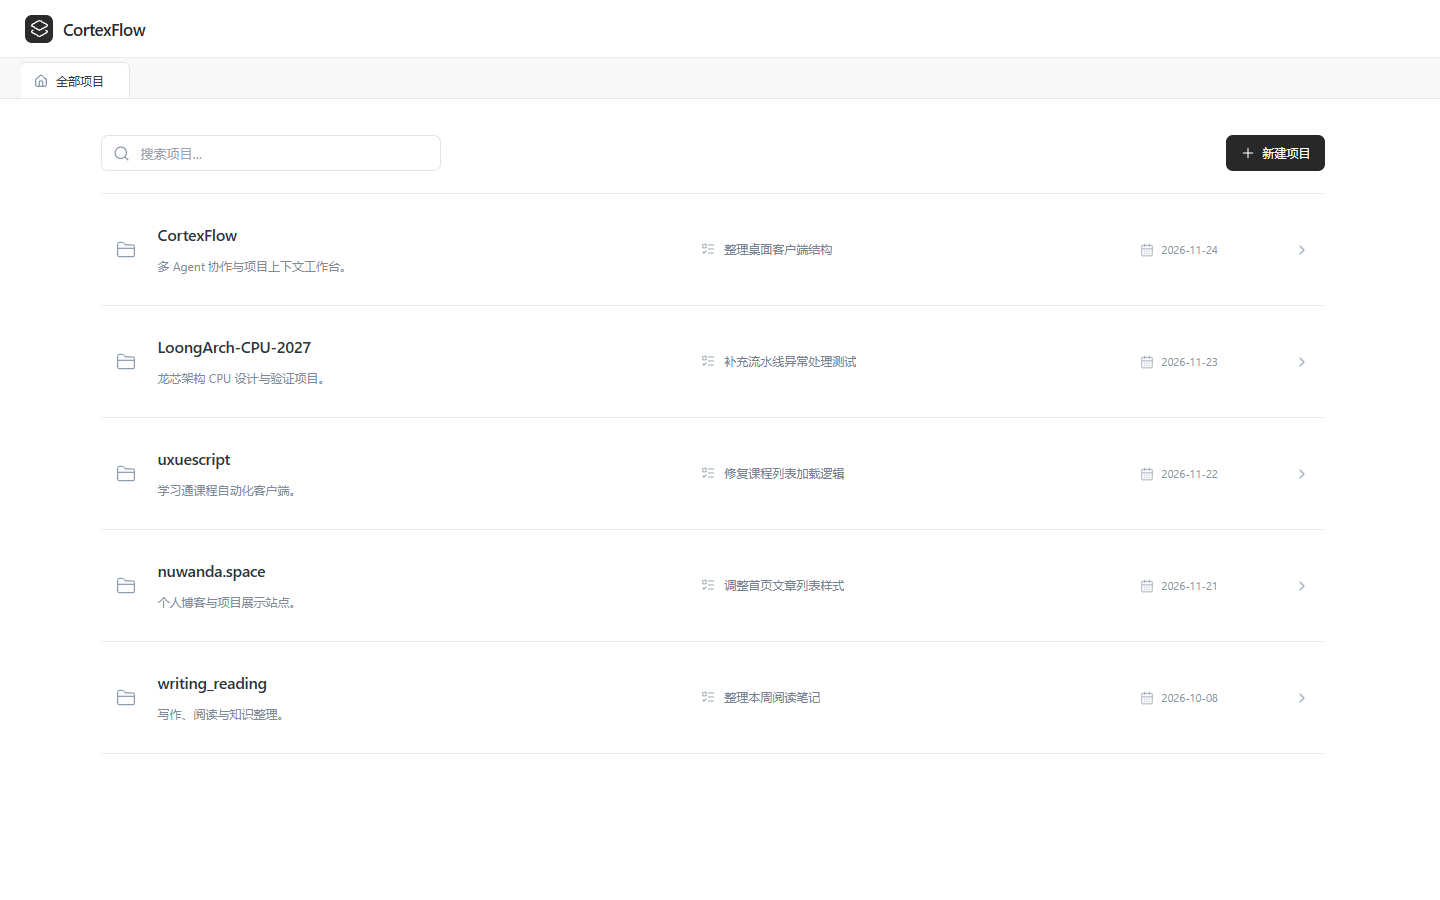 CortexFlow
全部项目
搜索项目...
新建项目
CortexFlow
多 Agent 协作与项目上下文工作台。
整理桌面客户端结构
2026-11-24
LoongArch-CPU-2027
龙芯架构 CPU 设计与验证项目。
补充流水线异常处理测试
2026-11-23
uxuescript
学习通课程自动化客户端。
修复课程列表加载逻辑
2026-11-22
nuwanda.space
个人博客与项目展示站点。
调整首页文章列表样式
2026-11-21
writing_reading
写作、阅读与知识整理。
整理本周阅读笔记
2026-10-08